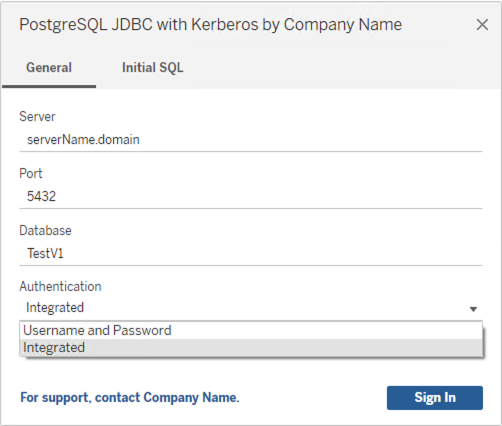 PostgreSQL JDBC with Kerberos by Company Name
General Initial SQL
Server
serverName.domain
Port
5432
Database
TestV1
Authentication
Integrated
Username and Password
Integrated
For support, contact Company Name. Sign In